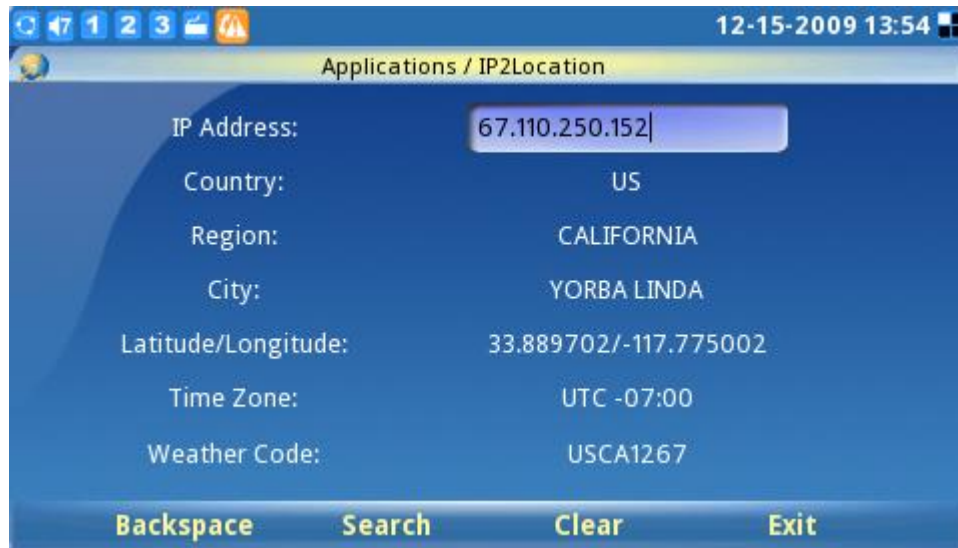 7 1 2 3 12-15-2009 13:54
Applications / IP2Location
IP Address: 67.110.250.152
Country: US
Region: CALIFORNIA
City: YORBA LINDA
Latitude/Longitude: 33.889702/-117.775002
Time Zone: UTC -07:00
Weather Code: USCA1267
Backspace Search Clear Exit